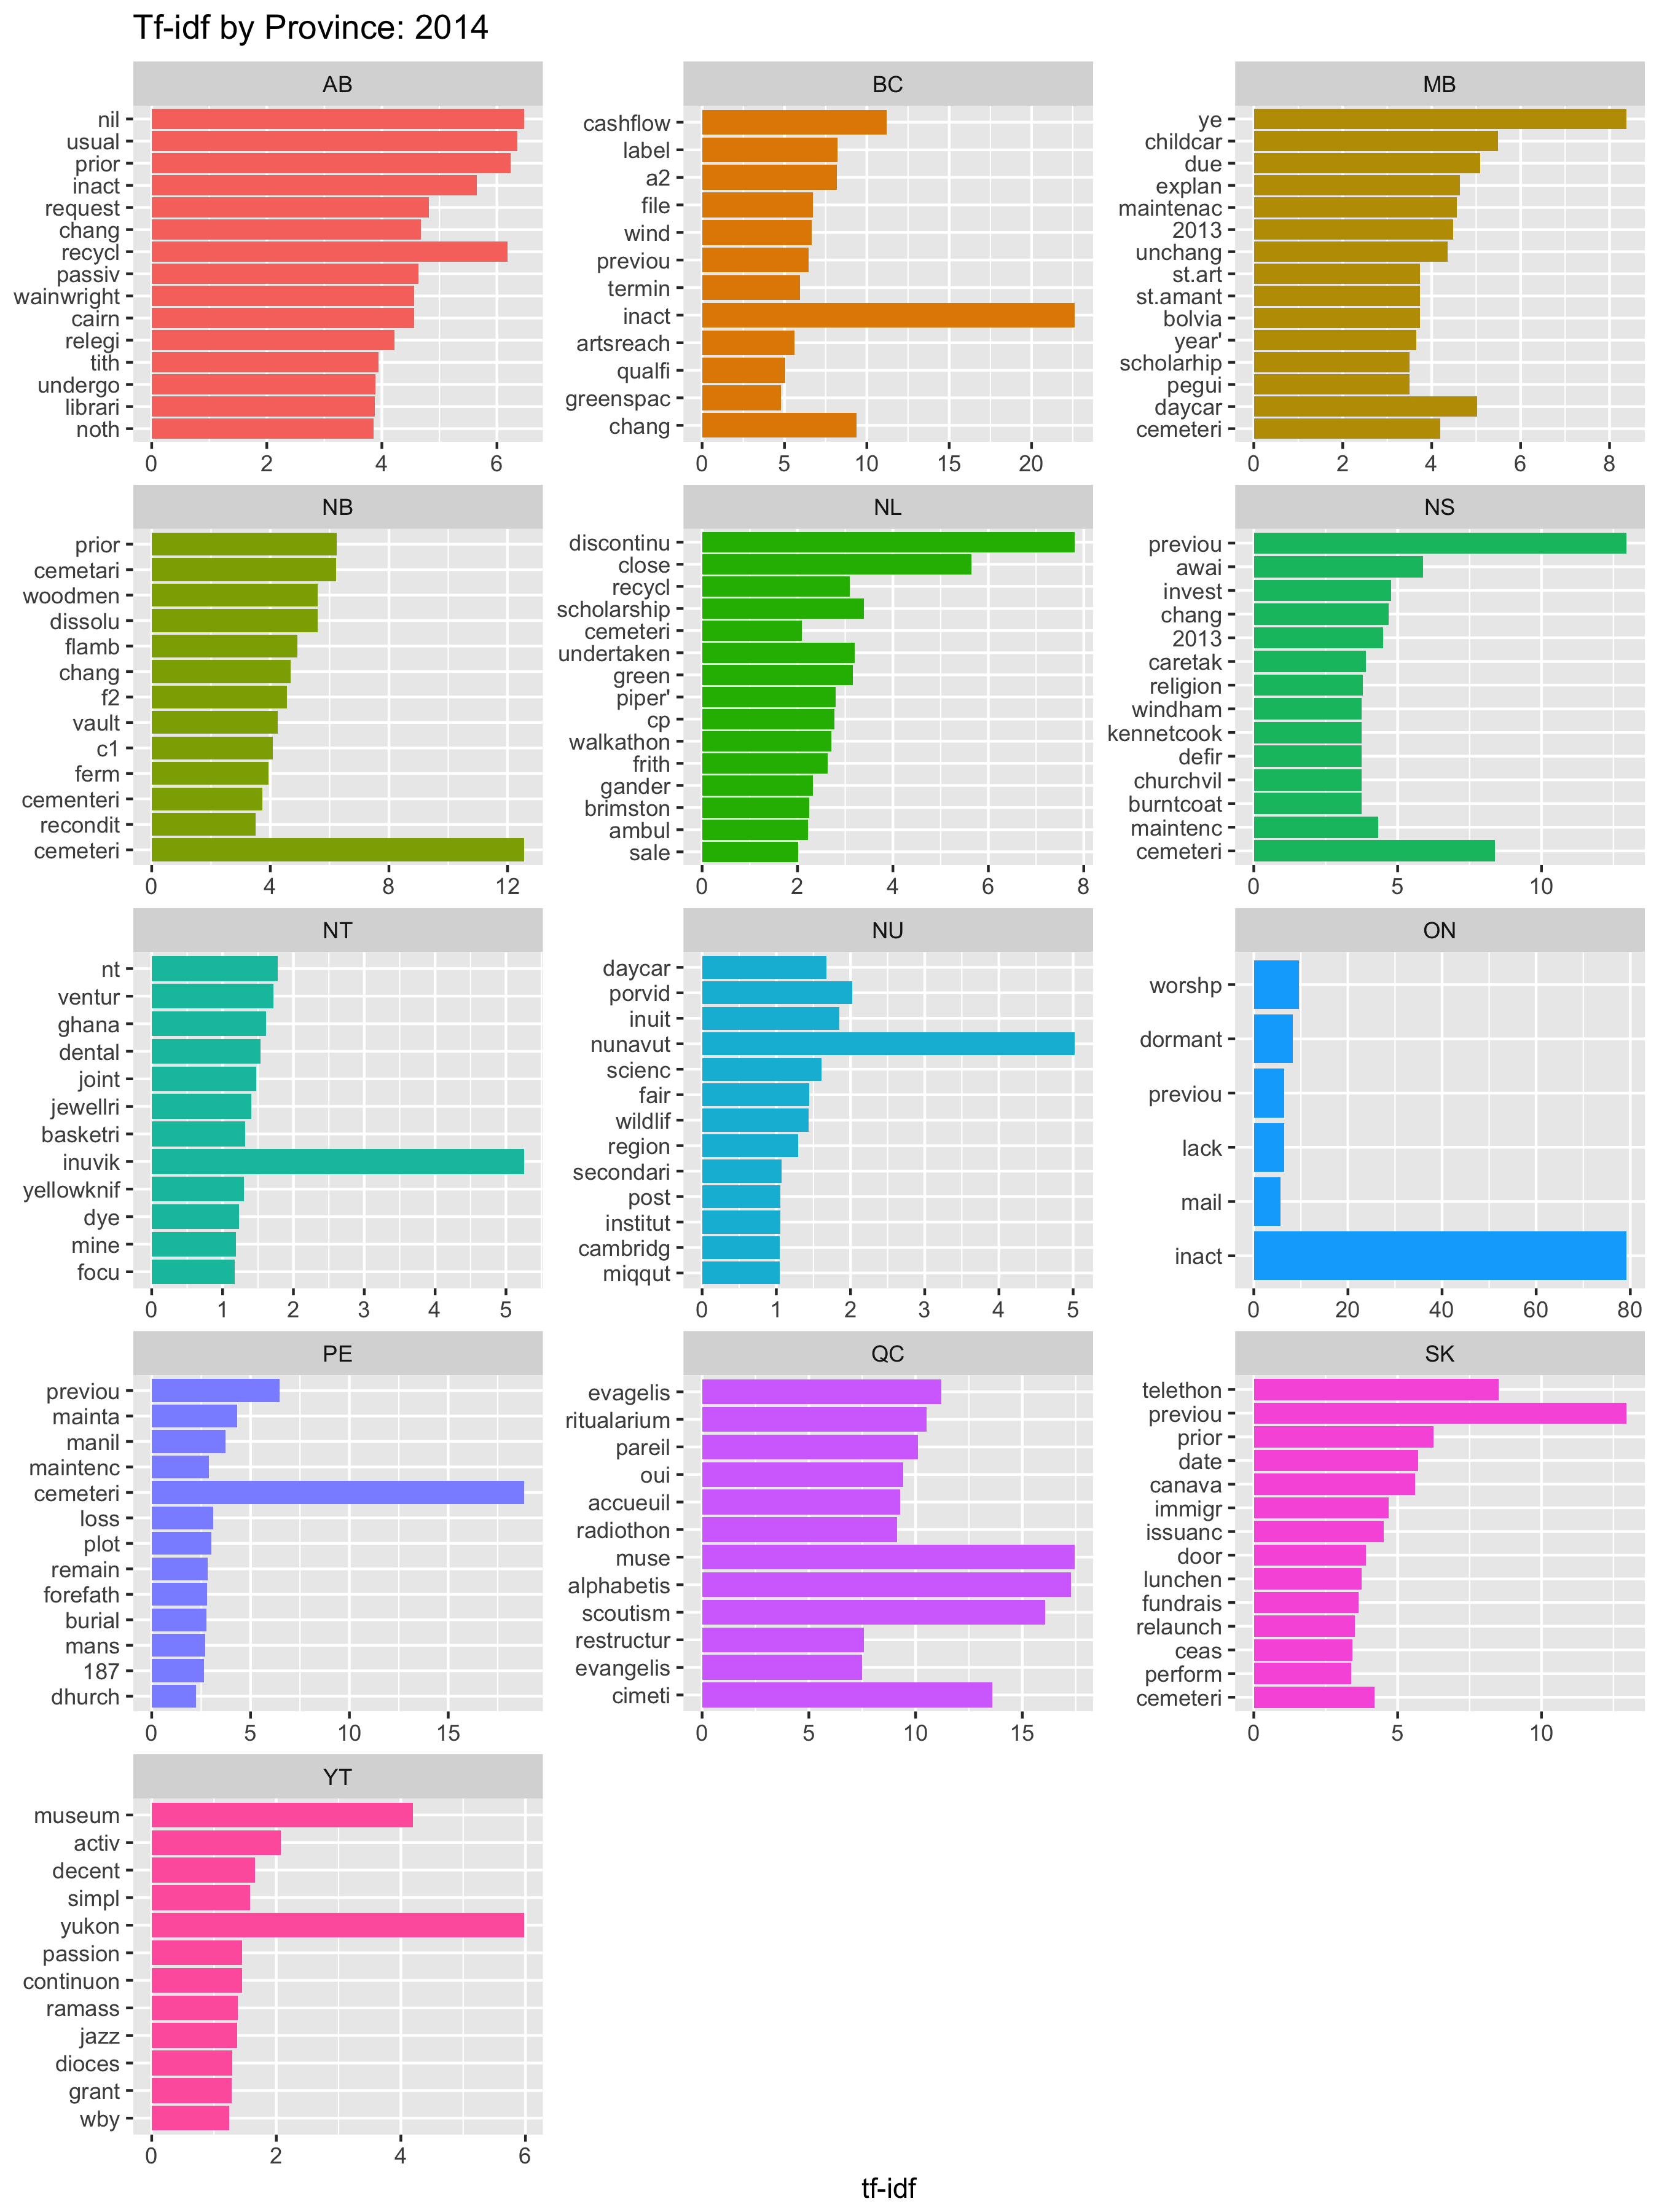 Tf-idf by Province: 2014
AB
nil
usual
prior
inact
request
chang
recycl
passiv
wainwright
cairn
relegi
tith
undergo
librari
noth
0 2 4 6
BC
cashflow
label
a2
file
wind
previou
termin
inact
artsreach
qualfi
greenspac
chang
0 5 10 15 20
MB
ye
childcar
due
explan
maintenac
2013
unchang
st.art
st.amant
bolvia
year'
scholarhip
pegui
daycar
cemeteri
0 2 4 6 8
NB
prior
cemetari
woodmen
dissolu
flamb
chang
f2
vault
c1
ferm
cementeri
recondit
cemeteri
0 4 8 12
NL
discontinu
close
recycl
scholarship
cemeteri
undertaken
green
piper'
cp
walkathon
frith
gander
brimston
ambul
sale
0 2 4 6 8
NS
previou
awai
invest
chang
2013
caretak
religion
windham
kennetcook
defir
churchvil
burntcoat
maintenc
cemeteri
0 5 10
NT
nt
ventur
ghana
dental
joint
jewellri
basketri
inuvik
yellowknif
dye
mine
focu
0 1 2 3 4 5
NU
daycar
porvid
inuit
nunavut
scienc
fair
wildlif
region
secondari
post
institut
cambridg
miqqut
0 1 2 3 4 5
ON
worshp
dormant
previou
lack
mail
inact
0 20 40 60 80
PE
previou
mainta
manil
maintenc
cemeteri
loss
plot
remain
forefath
burial
mans
187
dhurch
0 5 10 15
QC
evagelis
ritualarium
pareil
oui
accueuil
radiothon
muse
alphabetis
scoutism
restructur
evangelis
cimeti
0 5 10 15
SK
telethon
previou
prior
date
canava
immigr
issuanc
door
lunchen
fundrais
relaunch
ceas
perform
cemeteri
0 5 10
YT
museum
activ
decent
simpl
yukon
passion
continuon
ramass
jazz
dioces
grant
wby
0 2 4 6
tf-idf